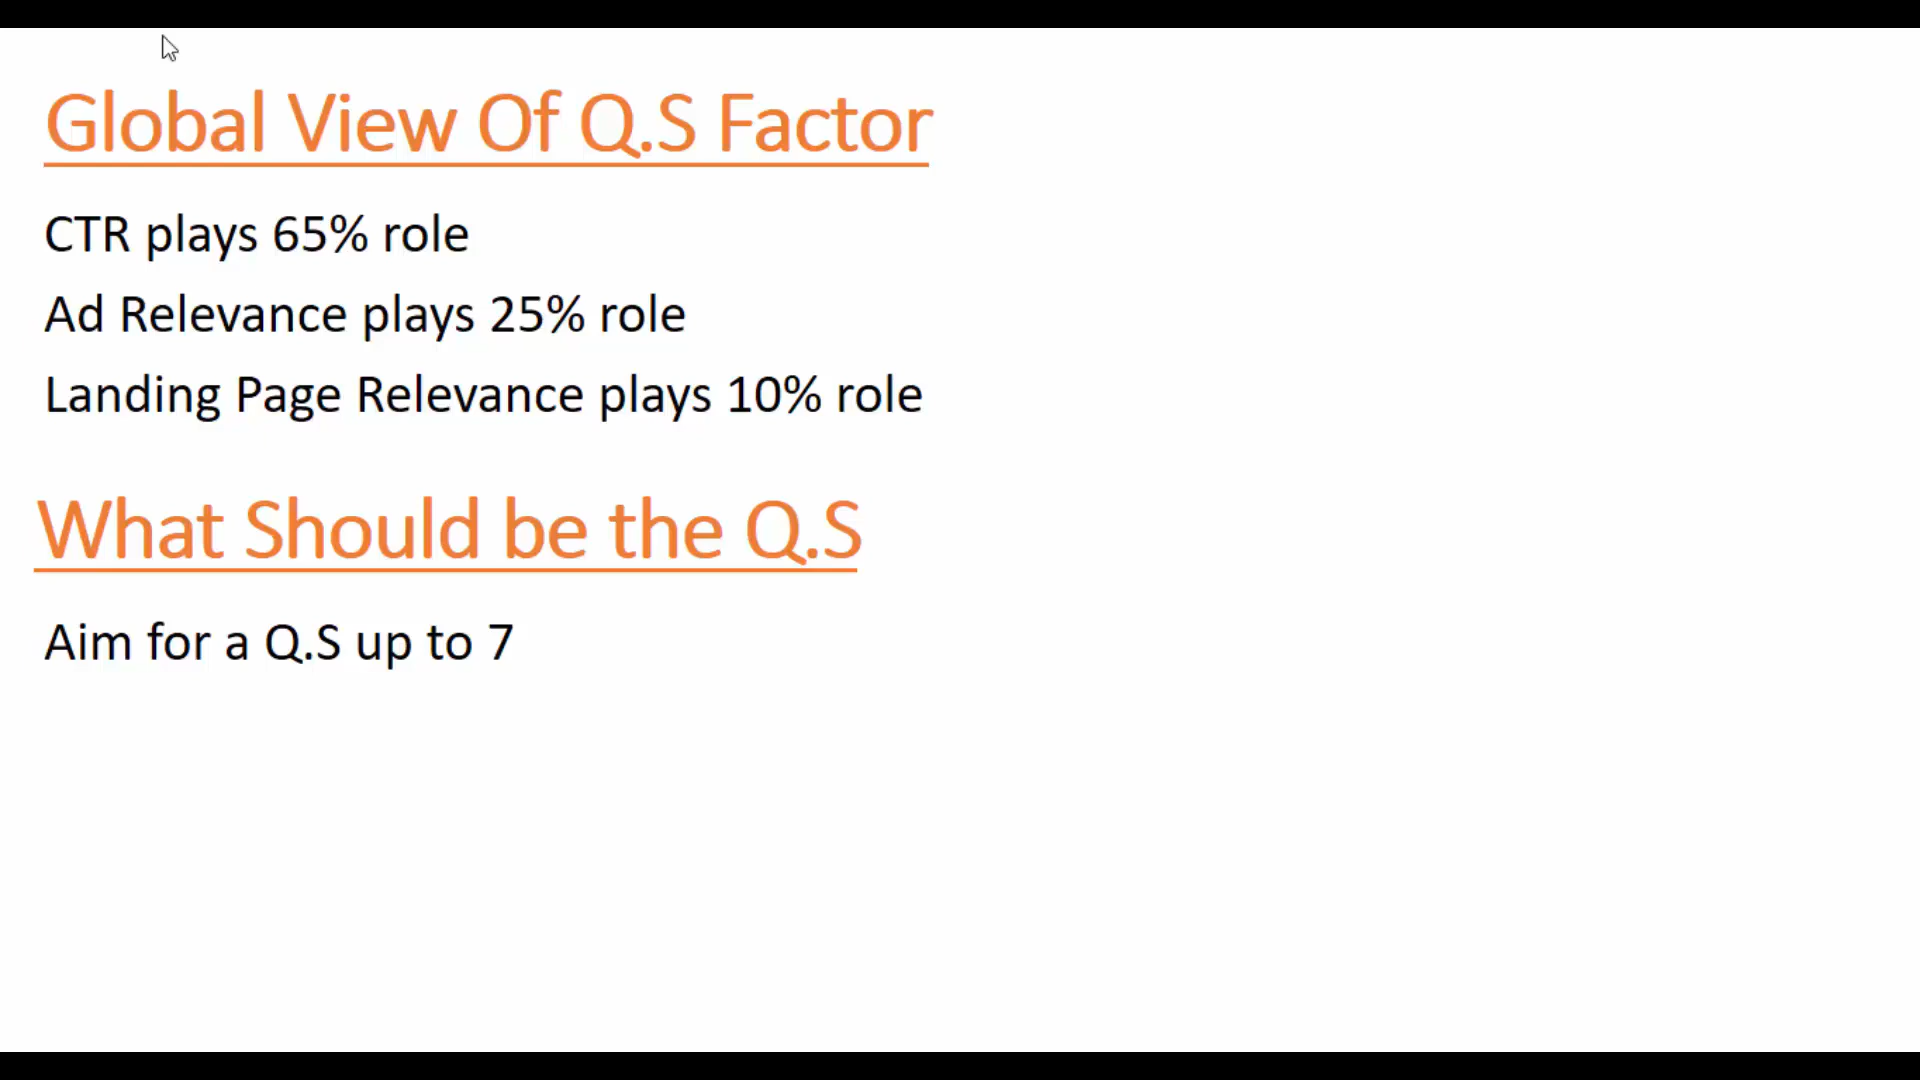 Global View Of Q.S Factor
CTR plays 65% role
Ad Relevance plays 25% role
Landing Page Relevance plays 10% role
What Should be the Q.S
Aim for a Q.S up to 7